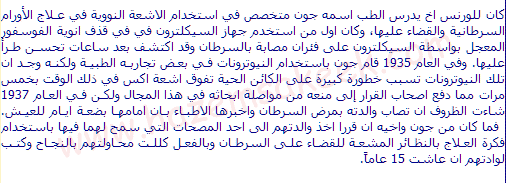 كان للورنس اخ يدرس الطب اسمه جون متخصص في استخدام الاشعة النووية في علاج الأورام
السرطانية والقضاء عليها، وكان اول من استخدم جهاز السيكلترون في في قذف انوية الفوسفور
المعجل بواسطة السيكلترون على فئران مصابة بالسرطان وقد اكتشف بعد ساعات تحسن طرأ
عليها. وفي العام 1935 قام جون باستخدام النيوترونات في بعض تجاربه الطبية ولكنه وجد ان
تلك النيوترونات تسبب خطورة كبيرة على الكائن الحية تفوق اشعة اكس في ذلك الوقت بخمس
مرات مما دفع اصحاب القرار إلى منعه من مواصلة ابحاثه في هذا المجال ولكن في العام 1937
شاءت الظروف ان تصاب والدته بمرض السرطان واخبرها الأطباء بان امامها بضعة ايام للعيش.
فما كان من جون واخيه ان قررا اخذ والدتهم الى احد المصحات التي سمح لهما فيها باستخدام
فكرة العلاج بالنظائر المشعة للقضاء على السرطان وبالفعل كللت محاولتهم بالنجاح وكتب
لوادتهم ان عاشت 15 عاماً.